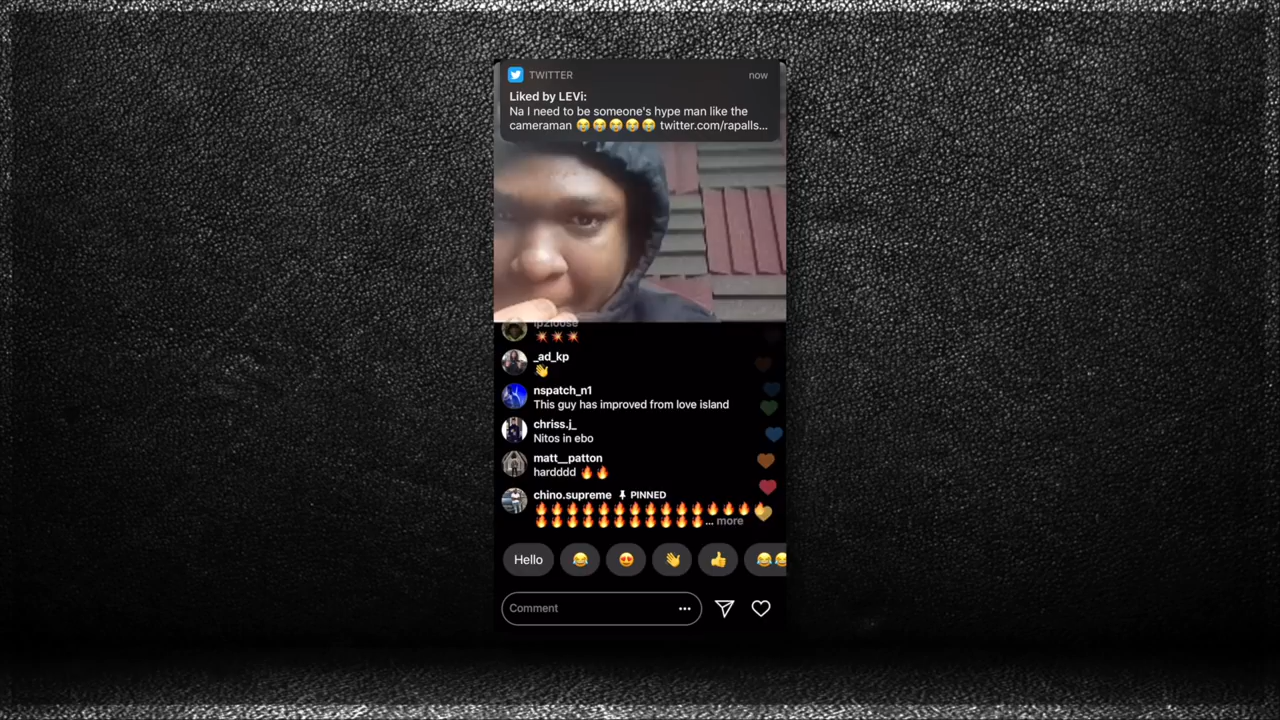 TWITTER
now
Liked by LEVi:
Na I need to be someone's hype man like the
cameraman 😂😂😂😂😂 twitter.com/rapalls...
💥💥💥
_ad_kp
👋
nspatch_n1
This guy has improved from love island
chriss.j_
Nitos in ebo
matt__patton
hardddd 🔥🔥
chino.supreme PINNED
🔥🔥🔥🔥🔥🔥🔥🔥🔥🔥🔥🔥🔥🔥🔥
🔥🔥🔥🔥🔥🔥🔥🔥🔥🔥🔥... more
Hello 😂 😍 👋 👍 😂😂
Comment